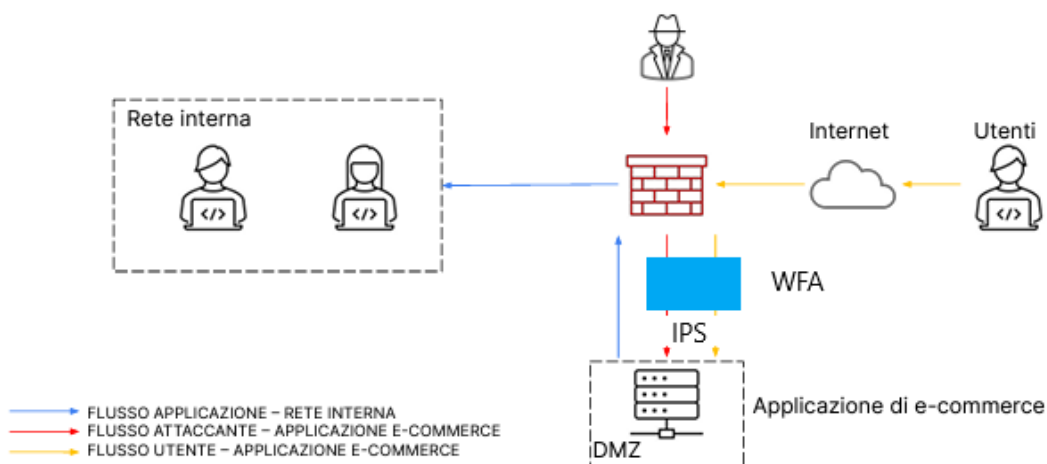 Rete interna
Internet
Utenti
</>
</>
</>
WFA
IPS
Applicazione di e-commerce
DMZ
FLUSSO APPLICAZIONE – RETE INTERNA
FLUSSO ATTACCANTE – APPLICAZIONE E-COMMERCE
FLUSSO UTENTE – APPLICAZIONE E-COMMERCE